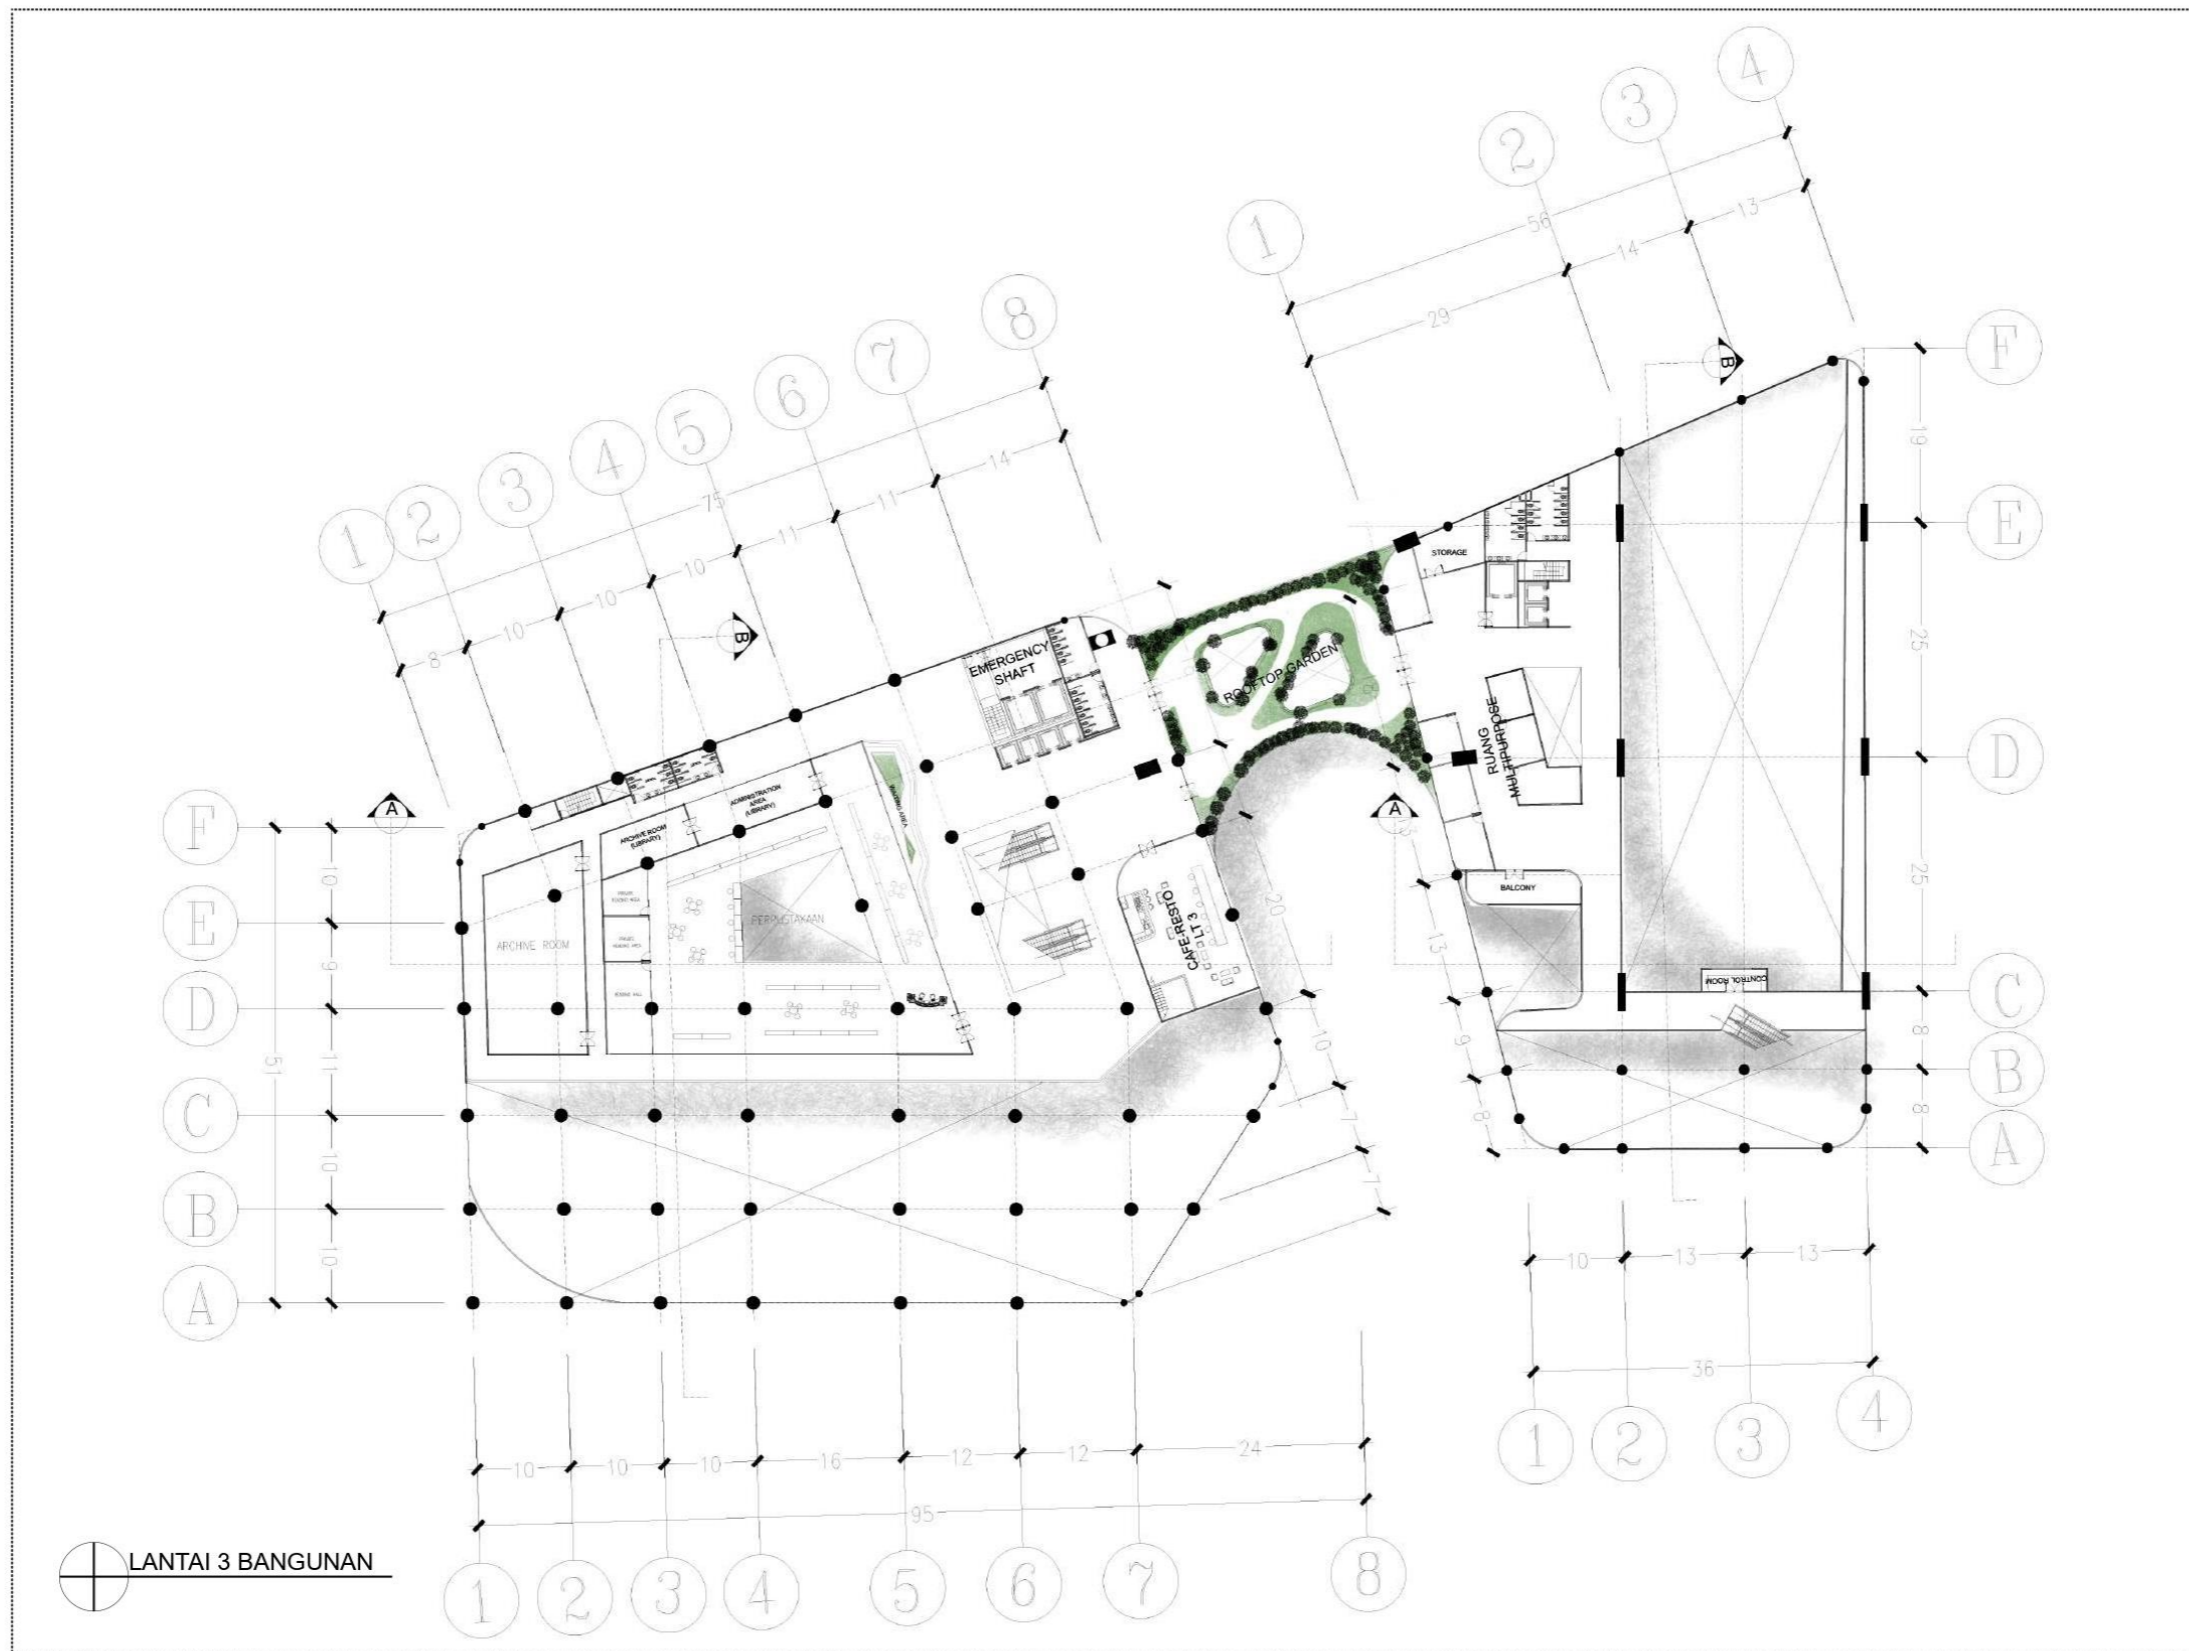 4
3
2
1
56
13
14
29
8
7
6
5
4
3
2
1
75
14
11
11
10
10
10
8
B
B
F
E
D
C
B
A
19
25
25
8
8
STORAGE
EMERGENCY
SHAFT
ROOFTOP GARDEN
RUANG
MULTIPURPOSE
BALCONY
CONTROL ROOM
A
A
F
E
D
C
B
A
10
9
11
10
10
51
ADMINISTRATION
AREA
(LIBRARY)
ARCHIVE ROOM
(LIBRARY)
ARCHIVE ROOM
PERPUSTAKAAN
CAFE-RESTO
LT 3
20
10
7
7
13
9
8
10
13
13
36
1
2
3
4
10
10
10
16
12
12
24
95
1
2
3
4
5
6
7
8
LANTAI 3 BANGUNAN